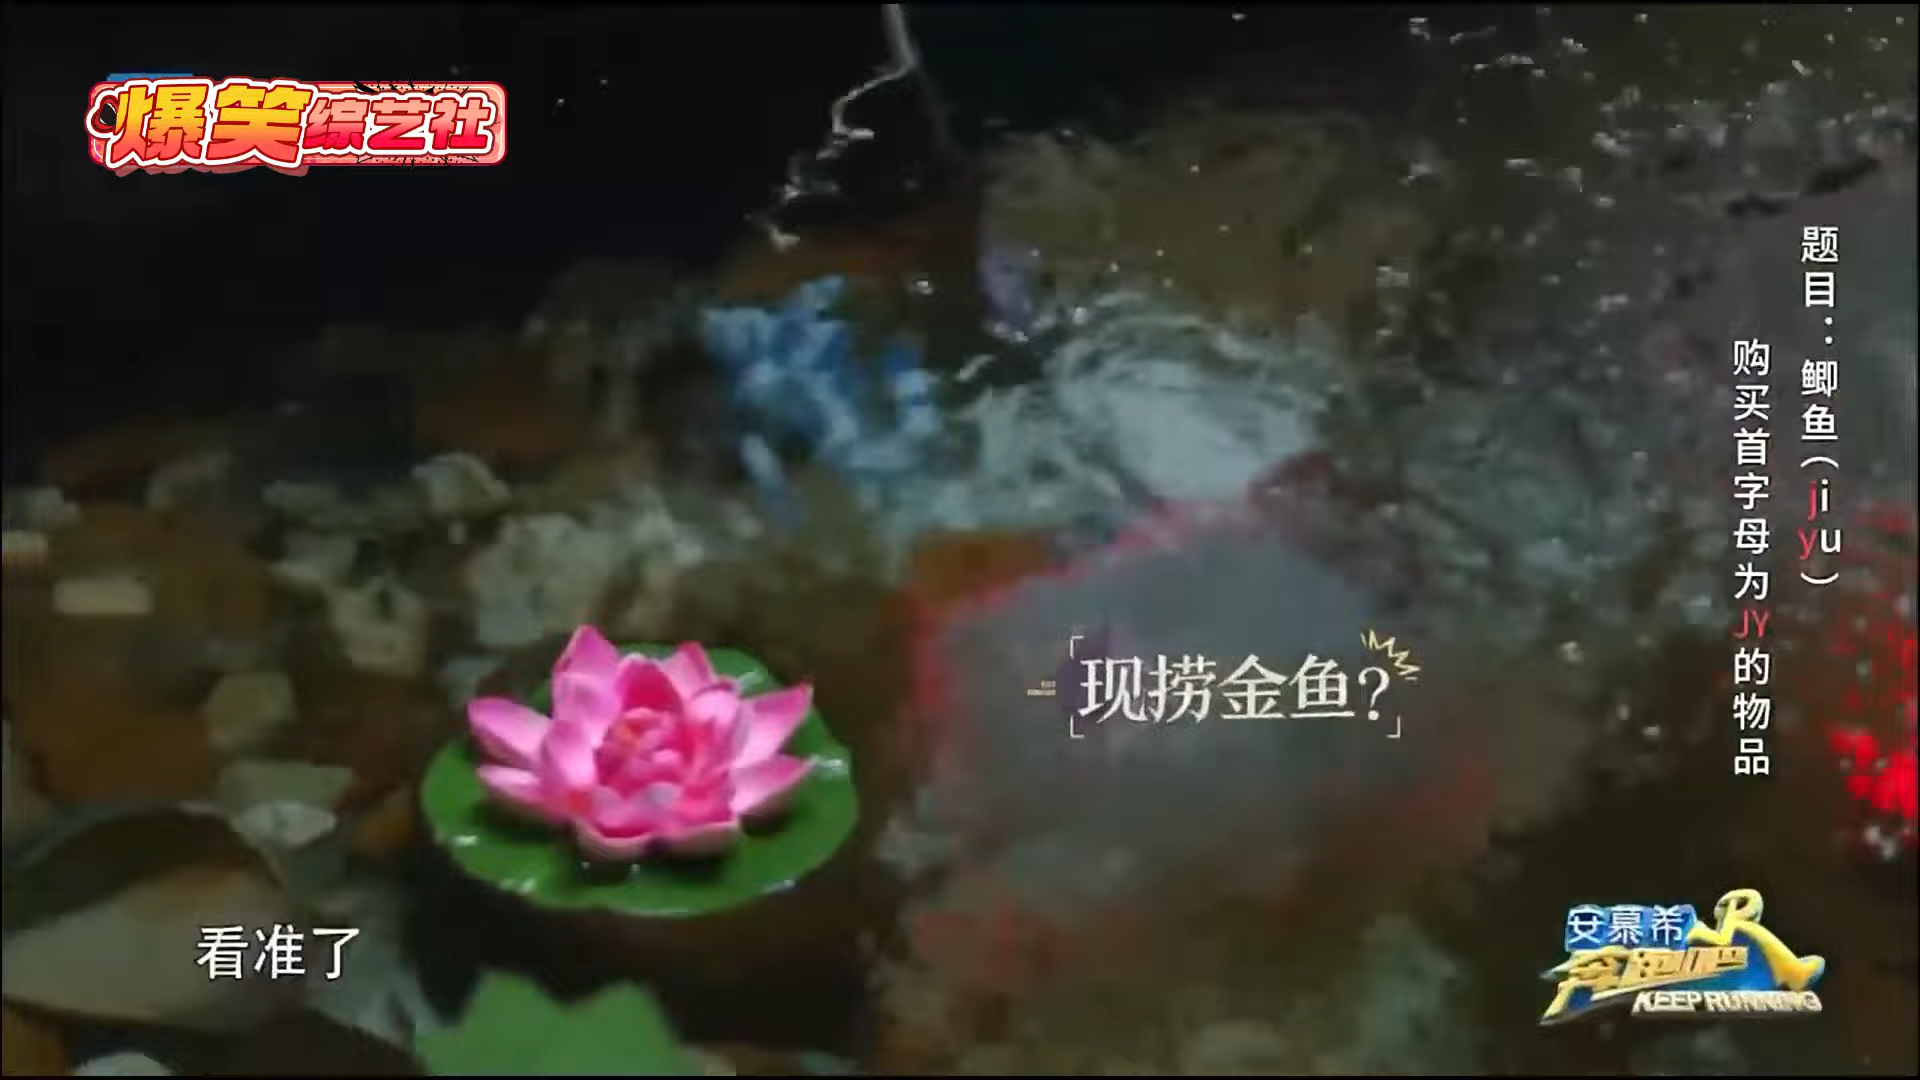 爆笑综艺社
题目：鲫鱼（ji yu）
购买首字母为JY的物品
现捞金鱼？
看准了
安慕希
奔跑吧
KEEP RUNNING